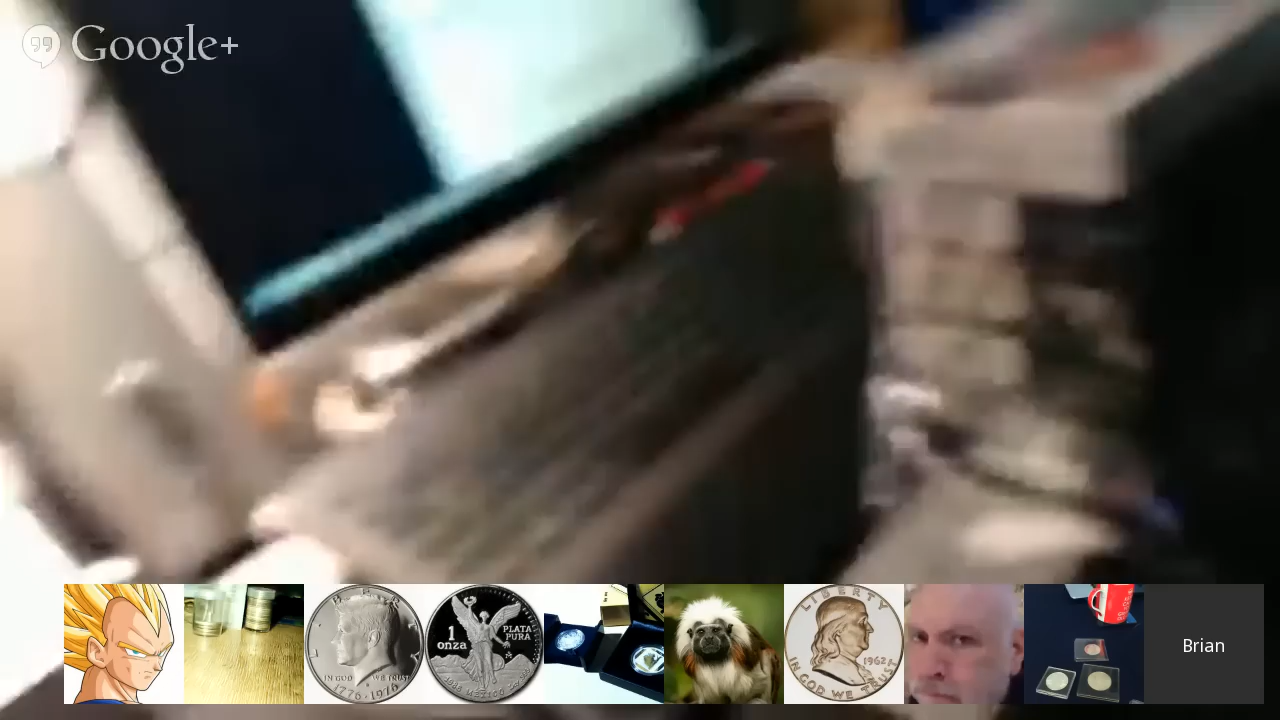 Google+
LIBERTY
IN GOD WE TRUST
1776·1976
1
onza
PLATA
PURA
LIBERTY
1962
IN GOD WE TRUST
Brian